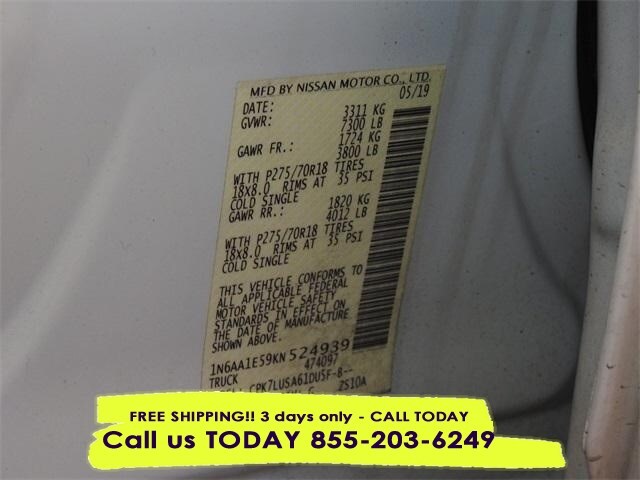 MFD BY NISSAN MOTOR CO., LTD.
DATE: 05/19
GVWR: 3311 KG
7300 LB
GAWR FR.: 1724 KG
3800 LB
WITH P275/70R18 TIRES
18x8.0 RIMS AT 35 PSI
COLD SINGLE
GAWR RR.: 1820 KG
4012 LB
WITH P275/70R18 TIRES
18x8.0 RIMS AT 35 PSI
COLD SINGLE
THIS VEHICLE CONFORMS TO
ALL APPLICABLE FEDERAL
MOTOR VEHICLE SAFETY
STANDARDS IN EFFECT ON
THE DATE OF MANUFACTURE
SHOWN ABOVE.
1N6AA1E59KN524939
TRUCK 474097
CPK7LUSA61DUSF-8--
ZS10A
FREE SHIPPING!! 3 days only - CALL TODAY
Call us TODAY 855-203-6249